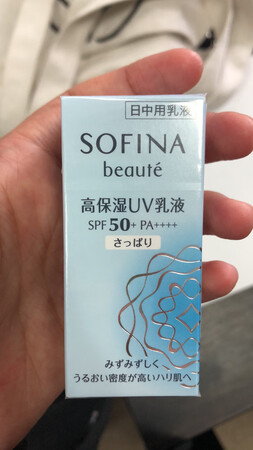 日中用乳液
SOFINA
beauté
高保湿UV乳液
SPF 50+ PA++++
さっぱり
みずみずしく
うるおい密度が高いハリ肌へ